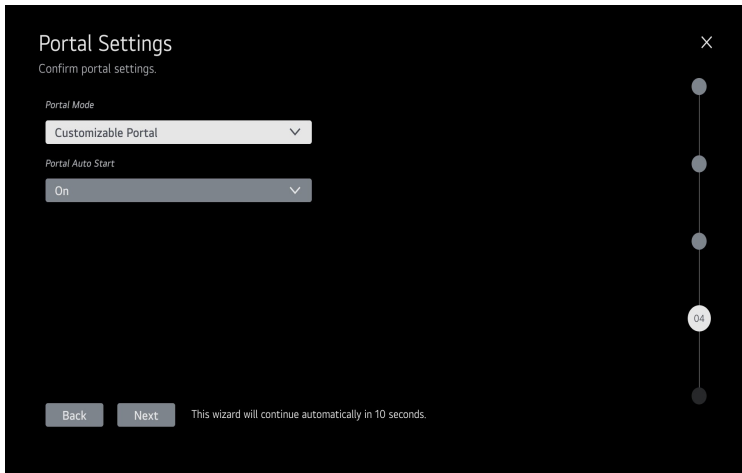 Portal Settings
Confirm portal settings.
Portal Mode
Customizable Portal
Portal Auto Start
On
04
Back
Next
This wizard will continue automatically in 10 seconds.